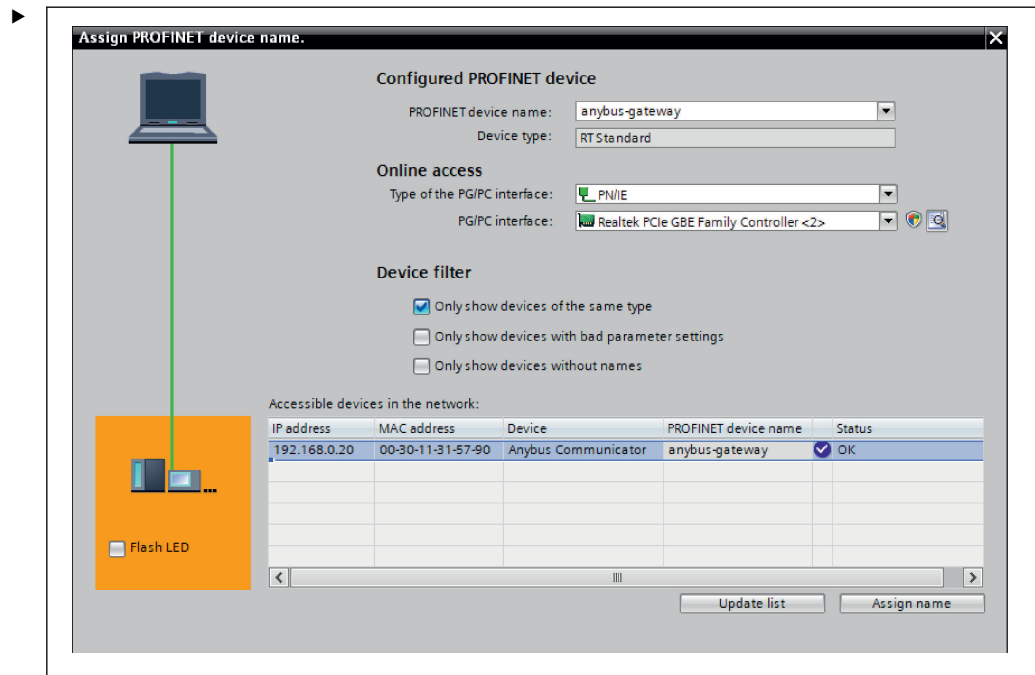 Assign PROFINET device name.
Configured PROFINET device
PROFINET device name: anybus-gateway
Device type: RT Standard
Online access
Type of the PG/PC interface: PN/IE
PG/PC interface: Realtek PCIe GBE Family Controller <2>
Device filter
Only show devices of the same type
Only show devices with bad parameter settings
Only show devices without names
Accessible devices in the network:
IP address MAC address Device PROFINET device name Status
192.168.0.20 00-30-11-31-57-90 Anybus Communicator anybus-gateway OK
Flash LED
Update list Assign name